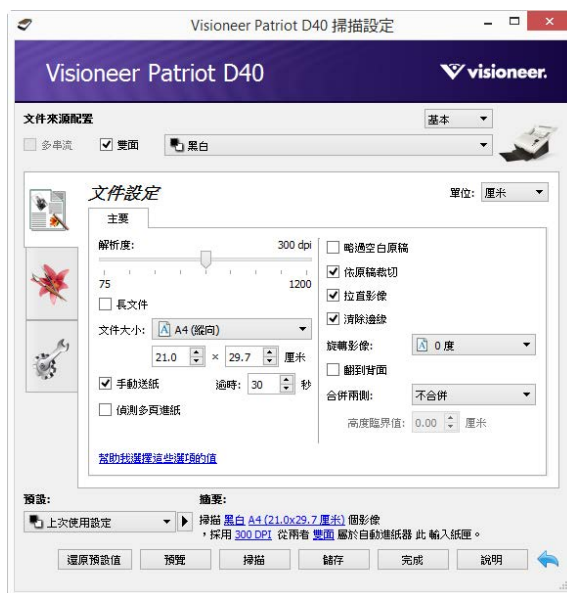 Visioneer Patriot D40 掃描設定
Visioneer Patriot D40
visioneer.
文件來源配置
基本
多串流
雙面
黑白
文件設定
單位: 厘米
主要
解析度: 300 dpi
75 1200
長文件
文件大小: A4 (縱向)
21.0 × 29.7 厘米
手動送紙 逾時: 30 秒
偵測多頁進紙
略過空白原稿
依原稿裁切
拉直影像
清除邊緣
旋轉影像: 0 度
翻到背面
合併兩側: 不合併
高度臨界值: 0.00 厘米
幫助我選擇這些選項的值
預設:
上次使用設定
摘要:
掃描 黑白 A4 (21.0x29.7 厘米) 個影像
，採用 300 DPI 從兩者 雙面 屬於自動進紙器 此 輸入紙匣。
還原預設值 預覽 掃描 儲存 完成 說明